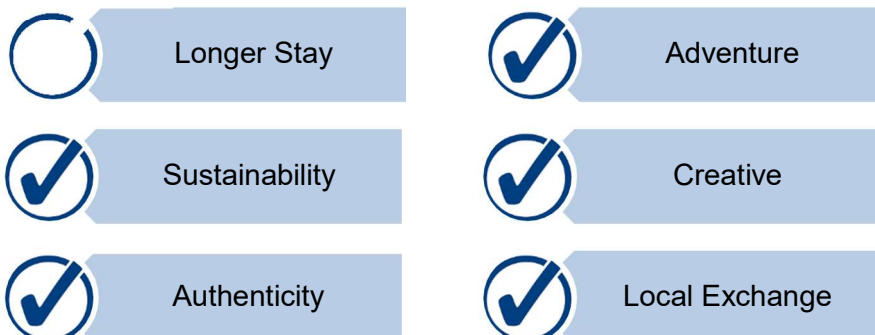 Longer Stay
Adventure
Sustainability
Creative
Authenticity
Local Exchange